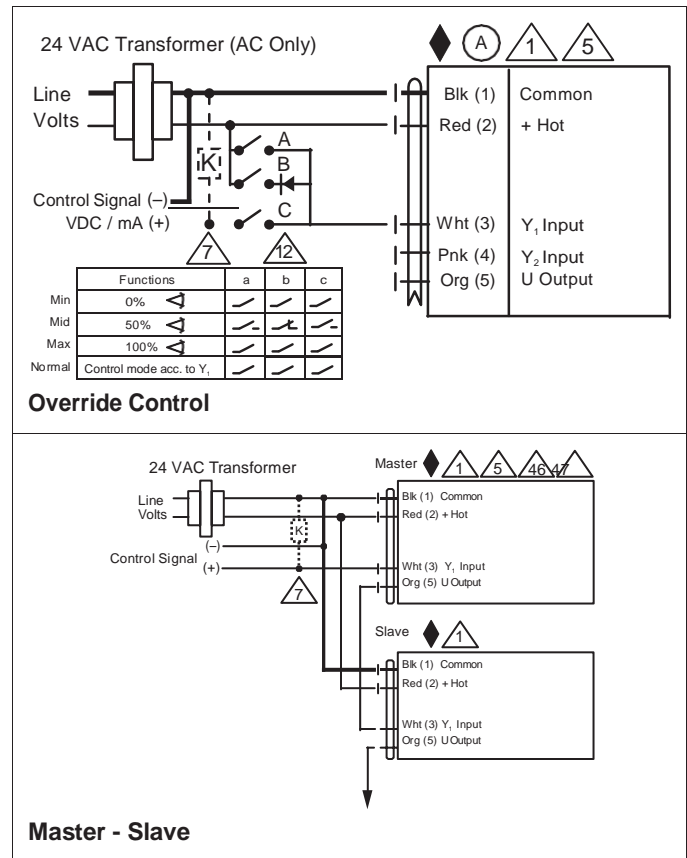 24 VAC Transformer (AC Only)
A 1 5
Line
Volts
Blk (1) Common
Red (2) + Hot
A
K
B
C
Control Signal (–)
VDC / mA (+)
Wht (3) Y1 Input
Pnk (4) Y2 Input
Org (5) U Output
7 12
Functions a b c
Min 0%
Mid 50%
Max 100%
Normal Control mode acc. to Y1
Override Control
24 VAC Transformer
Master 1 5 46 47
Line
Volts
Blk (1) Common
Red (2) + Hot
K
Control Signal (–)
(+)
Wht (3) Y1 Input
Org (5) U Output
7
Slave 1
Blk (1) Common
Red (2) + Hot
Wht (3) Y1 Input
Org (5) U Output
Master - Slave